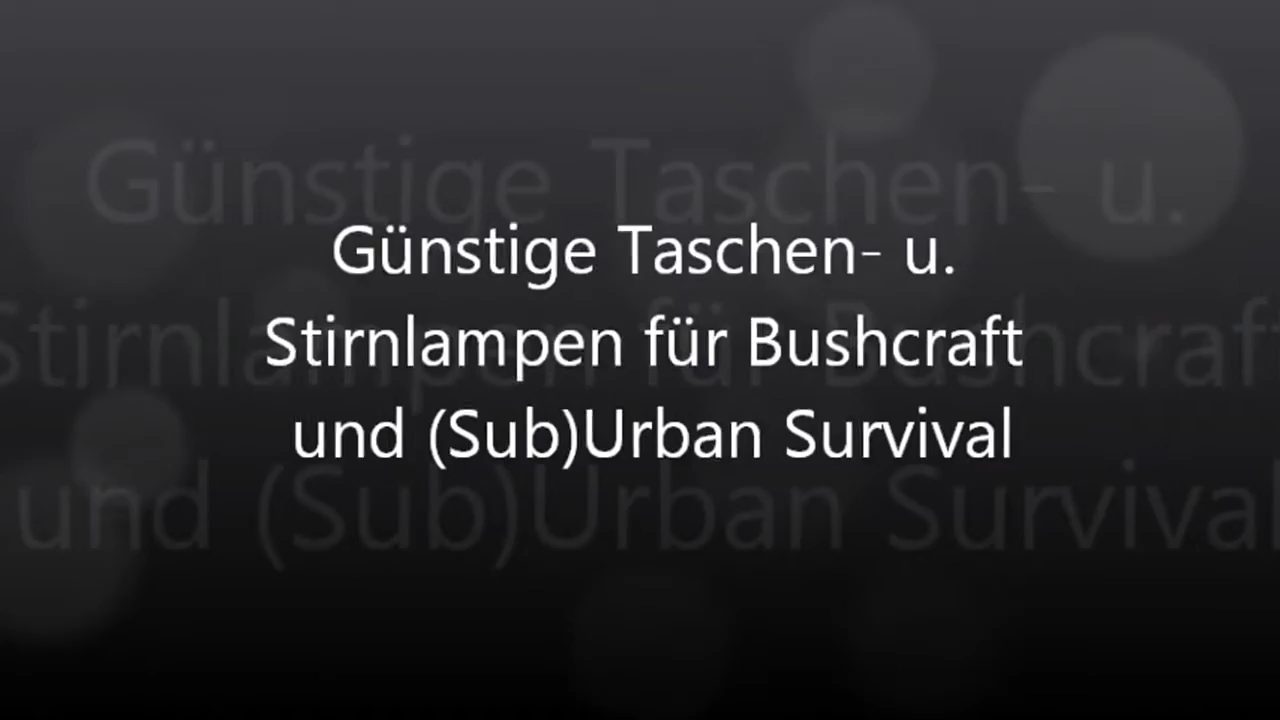 Günstige Taschen- u.
Stirnlampen für Bushcraft
und (Sub)Urban Survival